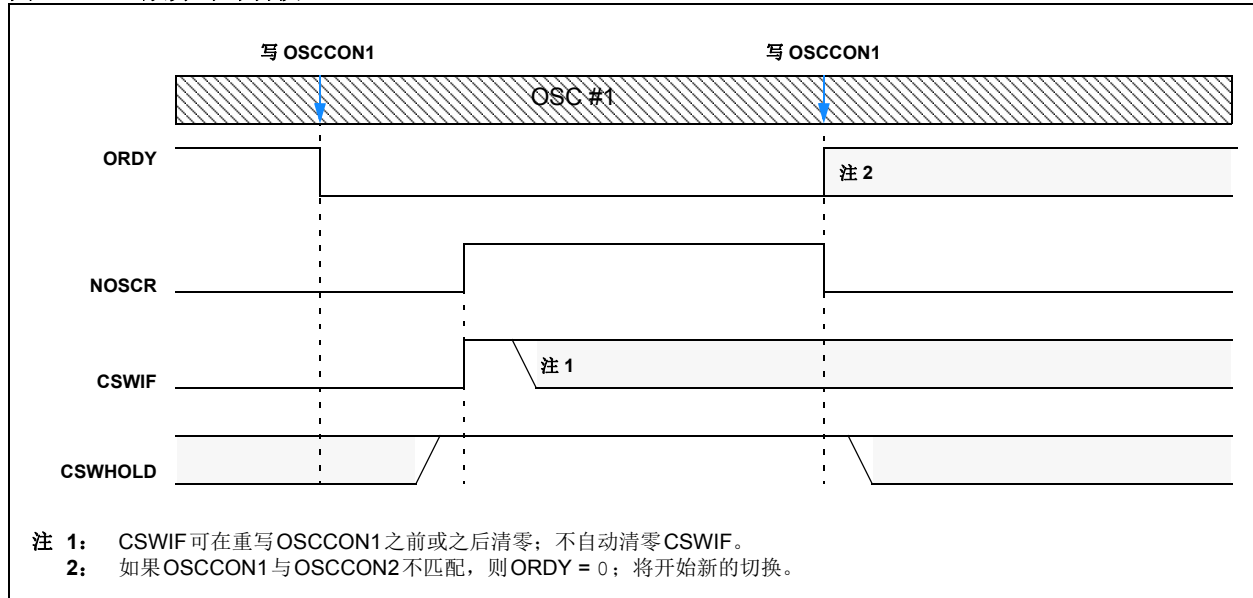 写 OSCCON1 写 OSCCON1
OSC #1
ORDY
注 2
NOSCR
CSWIF
注 1
CSWHOLD
注 1： CSWIF可在重写OSCCON1之前或之后清零；不自动清零CSWIF。
2： 如果OSCCON1与OSCCON2不匹配，则ORDY = 0；将开始新的切换。